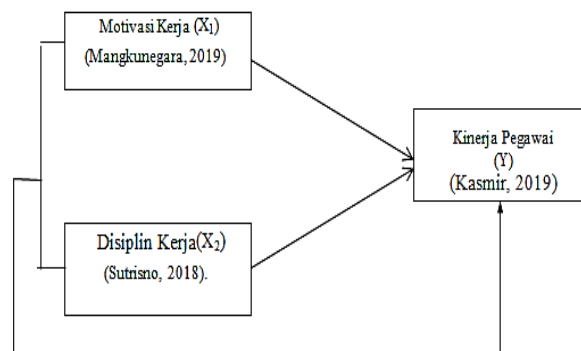 Motivasi Kerja (X₁)
(Mangkunegara, 2019)
Kinerja Pegawai
(Y)
(Kasmir, 2019)
Disiplin Kerja(X₂)
(Sutrisno, 2018).